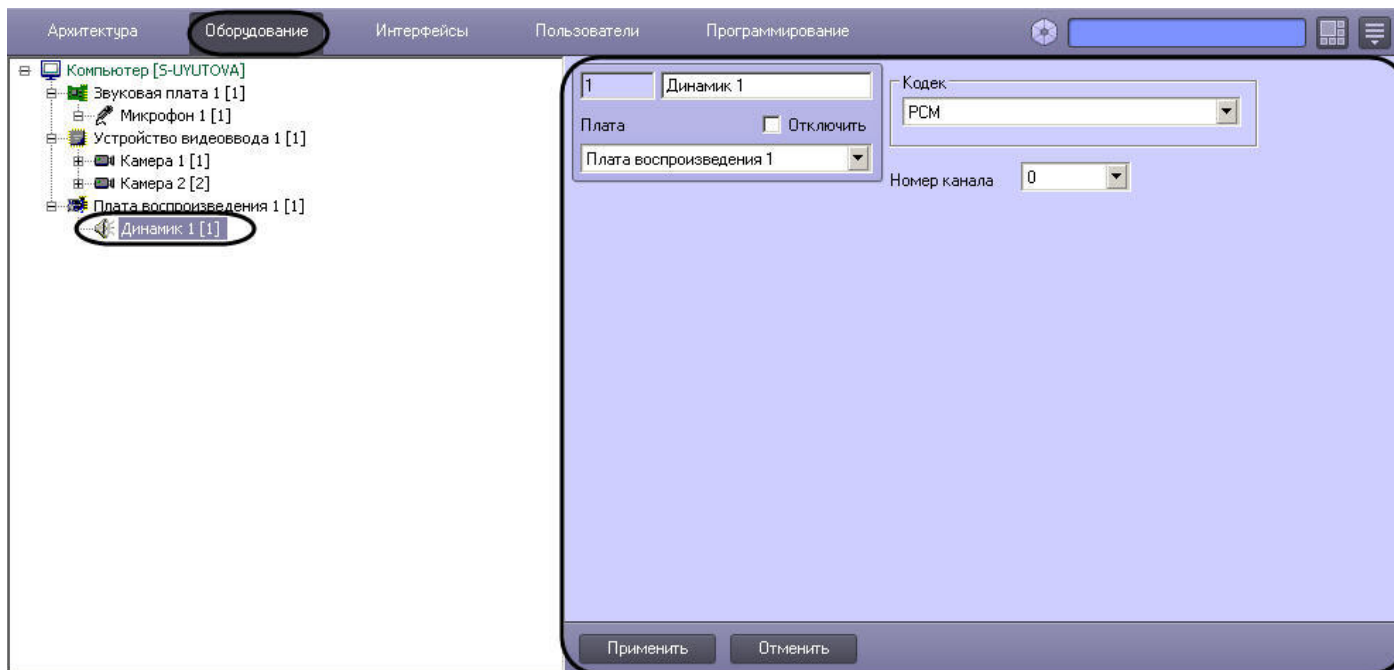 Архитектура Оборудование Интерфейсы Пользователи Программирование
Компьютер [S-UYUTOVA]
Звуковая плата 1 [1]
Микрофон 1 [1]
Устройство видеоввода 1 [1]
Камера 1 [1]
Камера 2 [2]
Плата воспроизведения 1 [1]
Динамик 1 [1]
1 Динамик 1
Плата Отключить
Плата воспроизведения 1
Кодек
PCM
Номер канала 0
Применить Отменить